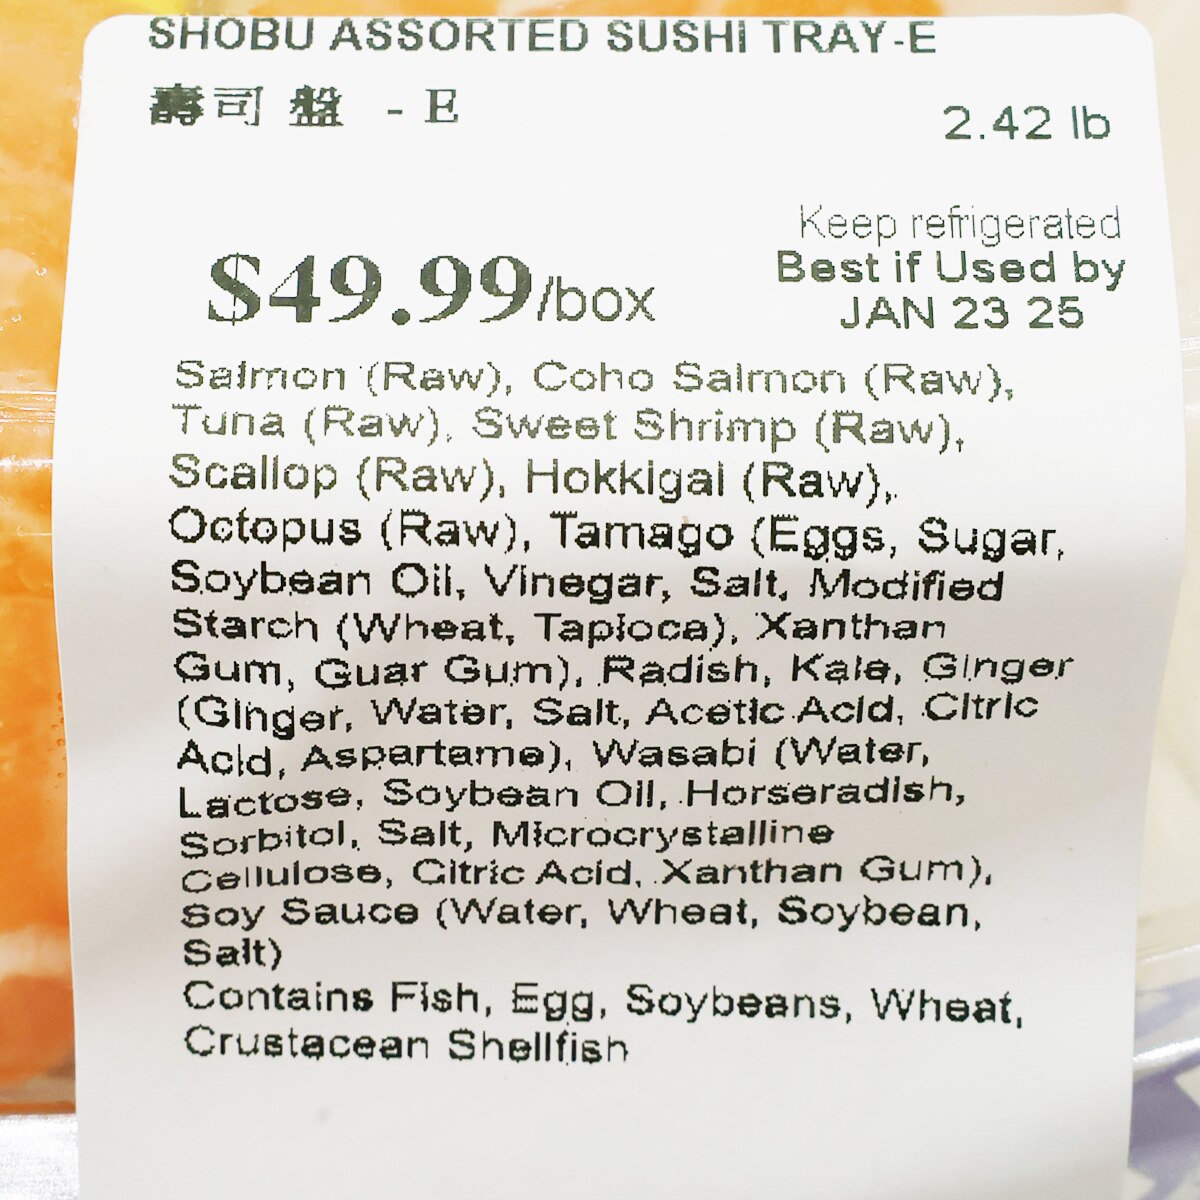 SHOBU ASSORTED SUSHI TRAY-E
壽司 盤 - E
2.42 lb
Keep refrigerated
Best if Used by
JAN 23 25
$49.99/box
Salmon (Raw), Coho Salmon (Raw),
Tuna (Raw), Sweet Shrimp (Raw),
Scallop (Raw), Hokkigai (Raw),
Octopus (Raw), Tamago (Eggs, Sugar,
Soybean Oil, Vinegar, Salt, Modified
Starch (Wheat, Tapioca), Xanthan
Gum, Guar Gum), Radish, Kale, Ginger
(Ginger, Water, Salt, Acetic Acid, Citric
Acid, Aspartame), Wasabi (Water,
Lactose, Soybean Oil, Horseradish,
Sorbitol, Salt, Microcrystalline
Cellulose, Citric Acid, Xanthan Gum),
Soy Sauce (Water, Wheat, Soybean,
Salt)
Contains Fish, Egg, Soybeans, Wheat,
Crustacean Shellfish